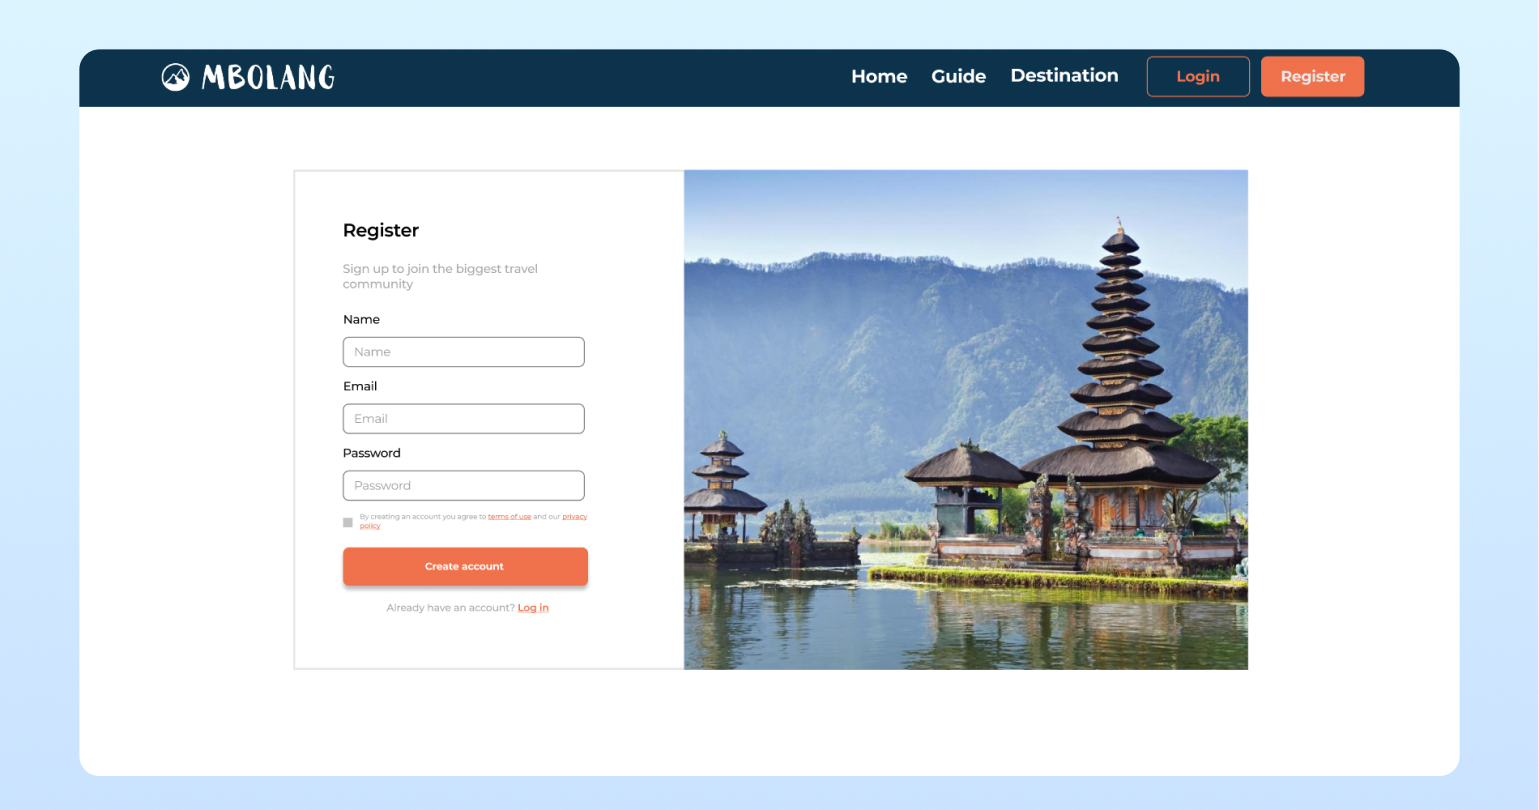 MBOLANG
Home Guide Destination Login Register
Register
Sign up to join the biggest travel
community
Name
Name
Email
Email
Password
Password
By creating an account you agree to terms of use and our privacy
policy
Create account
Already have an account? Log in